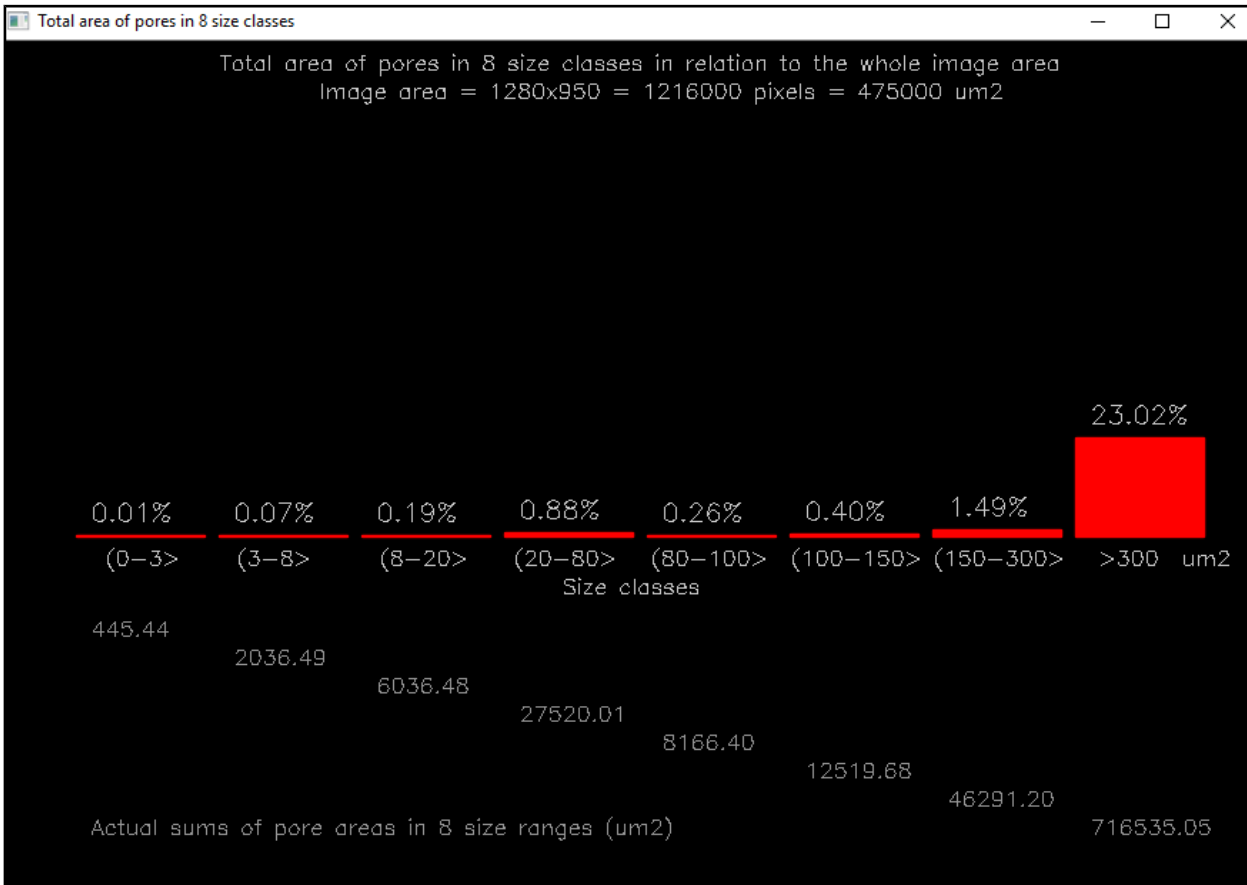 Total area of pores in 8 size classes
Total area of pores in 8 size classes in relation to the whole image area
Image area = 1280x950 = 1216000 pixels = 475000 um2
23.02%
0.01% 0.07% 0.19% 0.88% 0.26% 0.40% 1.49%
(0-3> (3-8> (8-20> (20-80> (80-100> (100-150> (150-300> >300 um2
Size classes
445.44
2036.49
6036.48
27520.01
8166.40
12519.68
46291.20
Actual sums of pore areas in 8 size ranges (um2) 716535.05